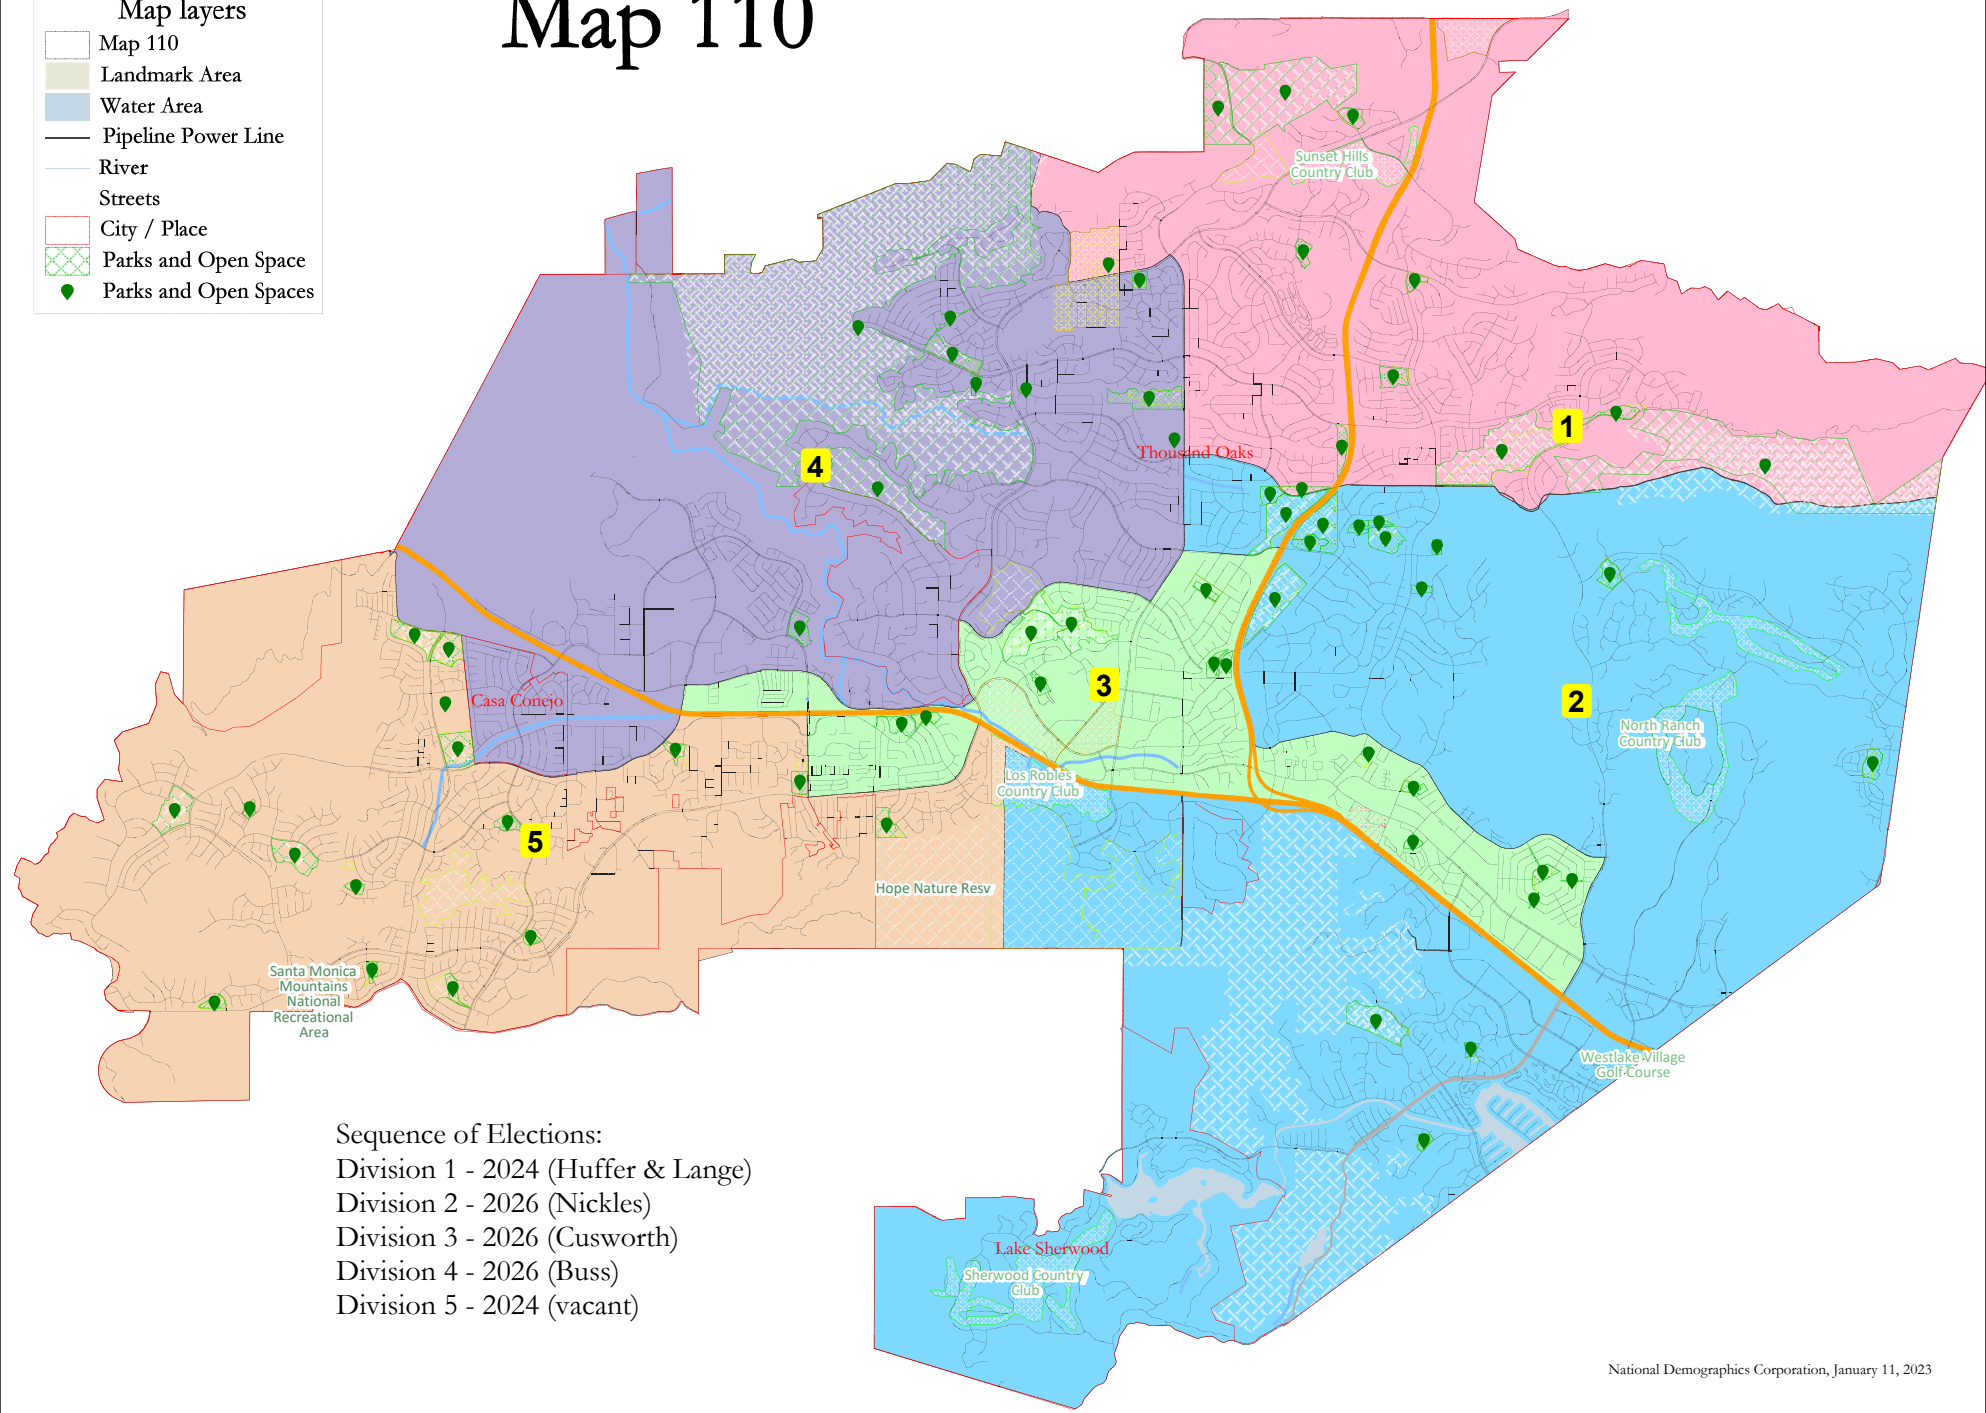 Map 110
Map layers
Map 110
Landmark Area
Water Area
Pipeline Power Line
River
Streets
City / Place
Parks and Open Space
Parks and Open Spaces
Sunset Hills
Country Club
1
Thousand Oaks
4
3
2
Casa Conejo
North Ranch
Country Club
Los Robles
Country Club
5
Hope Nature Resv
Santa Monica
Mountains
National
Recreational
Area
Westlake Village
Golf Course
Sequence of Elections:
Division 1 - 2024 (Huffer & Lange)
Division 2 - 2026 (Nickles)
Division 3 - 2026 (Cusworth)
Division 4 - 2026 (Buss)
Division 5 - 2024 (vacant)
Lake Sherwood
Sherwood Country
Club
National Demographics Corporation, January 11, 2023